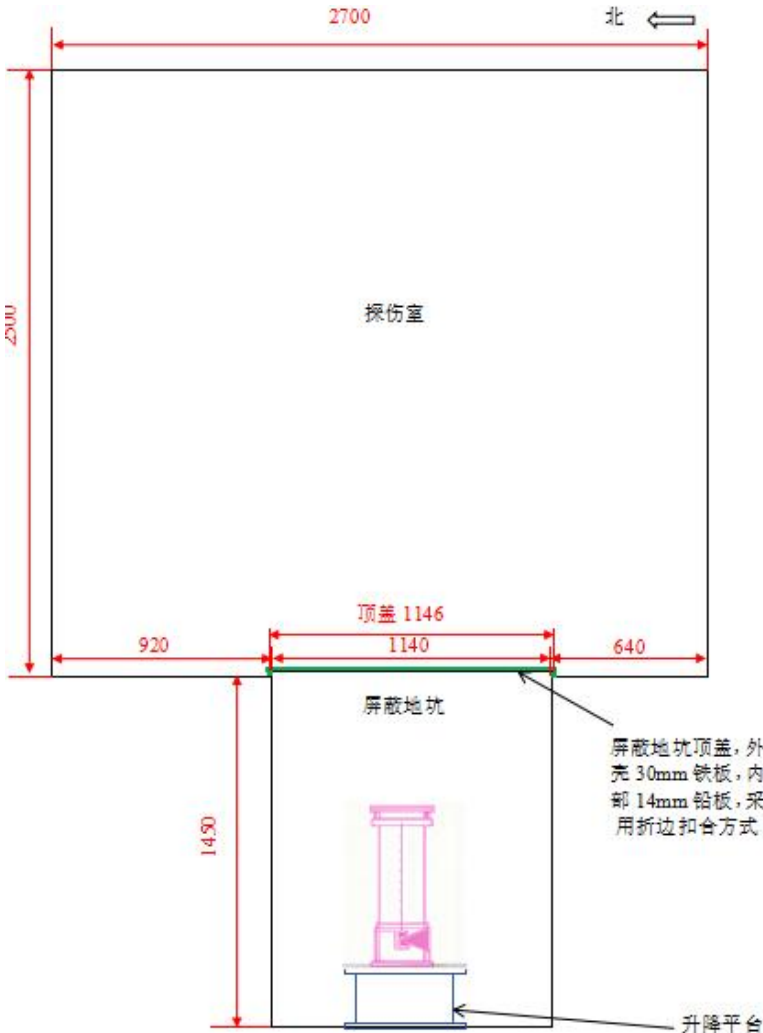 2700
北
2500
探伤室
顶盖 1146
920
1140
640
屏蔽地坑
屏蔽地坑顶盖，外
亮 30mm 铁板，内
部 14mm 铅板，采
用折边扣合方式
1450
升降平台